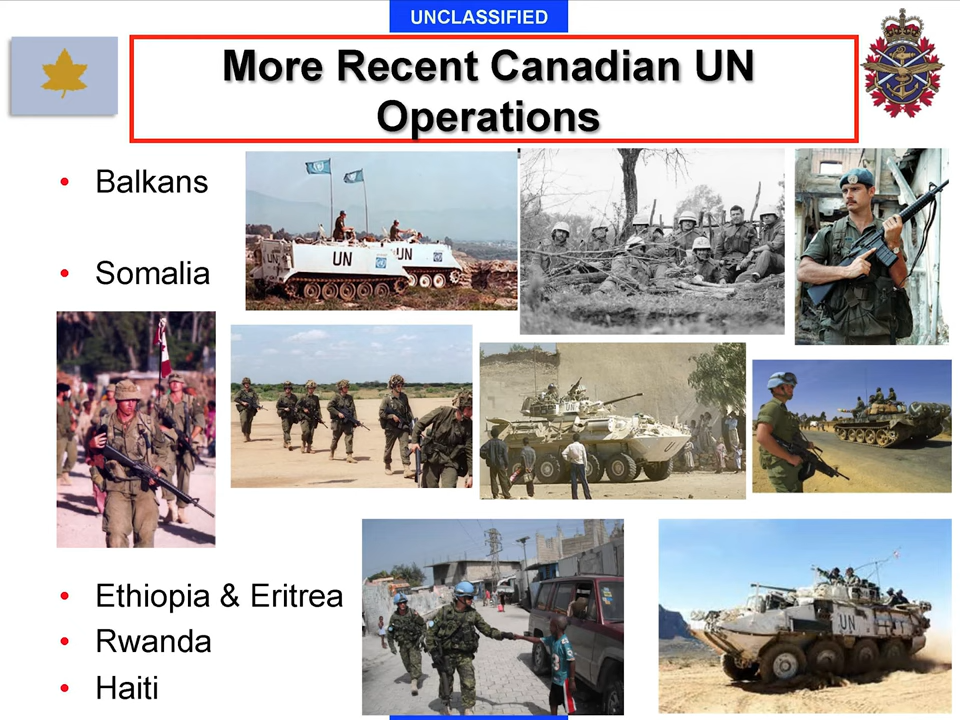 UNCLASSIFIED
More Recent Canadian UN
Operations
• Balkans
• Somalia
UN
UN
UN
UN
• Ethiopia & Eritrea
• Rwanda
• Haiti